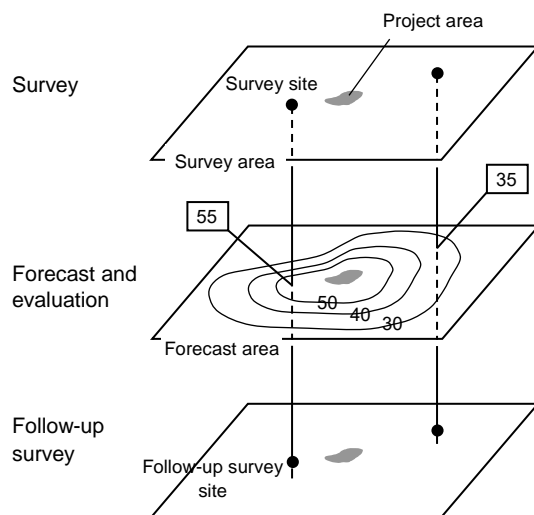 Project area
Survey
Survey site
Survey area
35
55
Forecast and
evaluation
50
40
30
Forecast area
Follow-up
survey
Follow-up survey
site